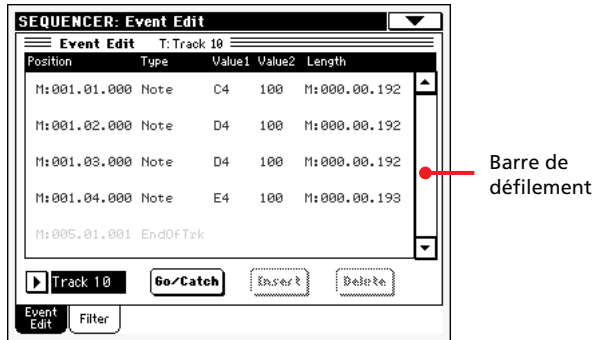 SEQUENCER: Event Edit
Event Edit T:Track 10
Position Type Value1 Value2 Length
M:001.01.000 Note C4 100 M:000.00.192
M:001.02.000 Note D4 100 M:000.00.192
M:001.03.000 Note D4 100 M:000.00.192
M:001.04.000 Note E4 100 M:000.00.193
M:005.01.001 EndOfTrk
Track 10 Go/Catch Insert Delete
Event Edit Filter
Barre de
défilement